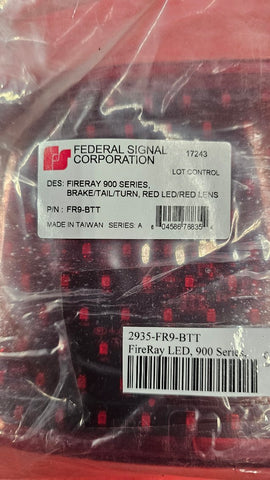 FEDERAL SIGNAL
CORPORATION
17243
LOT CONTROL
DES: FIRERAY 900 SERIES,
BRAKE/TAIL/TURN, RED LED/RED LENS
P/N : FR9-BTT
MADE IN TAIWAN SERIES: A
2935-FR9-BTT
FireRay LED, 900 Series,